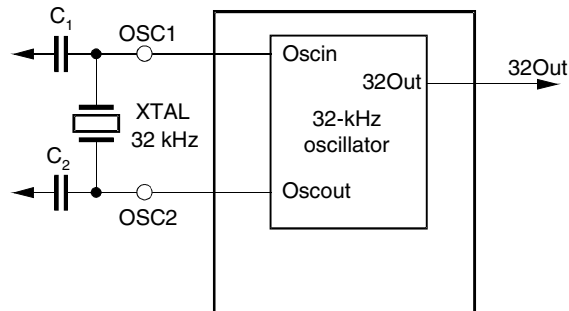 C1
OSC1
Oscin
32Out
32Out
XTAL
32 kHz
32-kHz
oscillator
C2
Oscout
OSC2